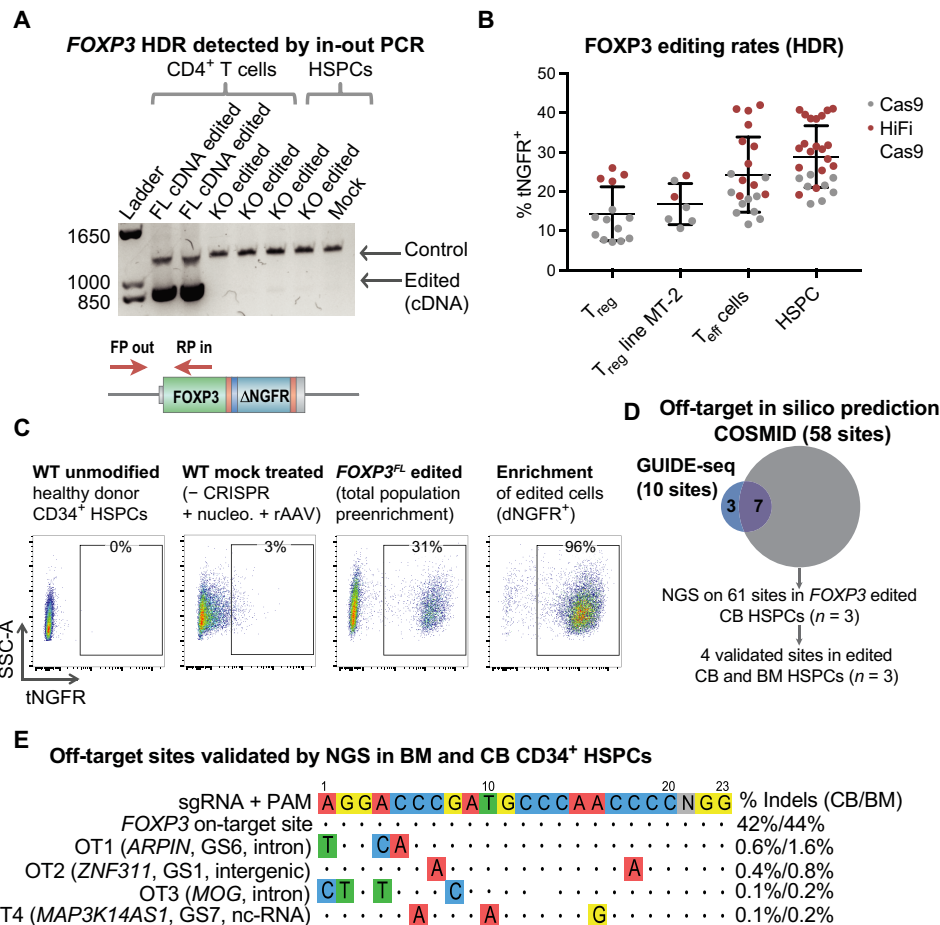 A
FOXP3 HDR detected by in-out PCR
CD4+ T cells
HSPCs
Ladder
FL cDNA edited
FL cDNA edited
KO edited
KO edited
KO edited
KO edited
Mock
1650
1000
850
Control
Edited
(cDNA)
FP out
RP in
FOXP3
ΔNGFR
B
FOXP3 editing rates (HDR)
% tNGFR+
50
40
30
20
10
0
Treg
Treg line MT-2
Teff cells
HSPC
Cas9
HiFi
Cas9
C
WT unmodified
healthy donor
CD34+ HSPCs
WT mock treated
(− CRISPR
+ nucleo. + rAAV)
FOXP3FL edited
(total population
preenrichment)
Enrichment
of edited cells
(dNGFR+)
0%
3%
31%
96%
SSC-A
tNGFR
D
Off-target in silico prediction
COSMID (58 sites)
GUIDE-seq
(10 sites)
3
7
NGS on 61 sites in FOXP3 edited
CB HSPCs (n = 3)
4 validated sites in edited
CB and BM HSPCs (n = 3)
E
Off-target sites validated by NGS in BM and CB CD34+ HSPCs
1 10 20 23
sgRNA + PAM A G G A C C C G A T G C C C A A C C C C N G G % Indels (CB/BM)
FOXP3 on-target site · · · · · · · · · · · · · · · · · · · · · · · 42%/44%
OT1 (ARPIN, GS6, intron) T · · C A · · · · · · · · · · · · · · · · · · 0.6%/1.6%
OT2 (ZNF311, GS1, intergenic) · · · · · · A · · · · · · · · · · A · · · · · 0.4%/0.8%
OT3 (MOG, intron) C T · T · · · C · · · · · · · · · · · · · · · 0.1%/0.2%
T4 (MAP3K14AS1, GS7, nc-RNA) · · · · · A · · · A · · · · · G · · · · · · · 0.1%/0.2%